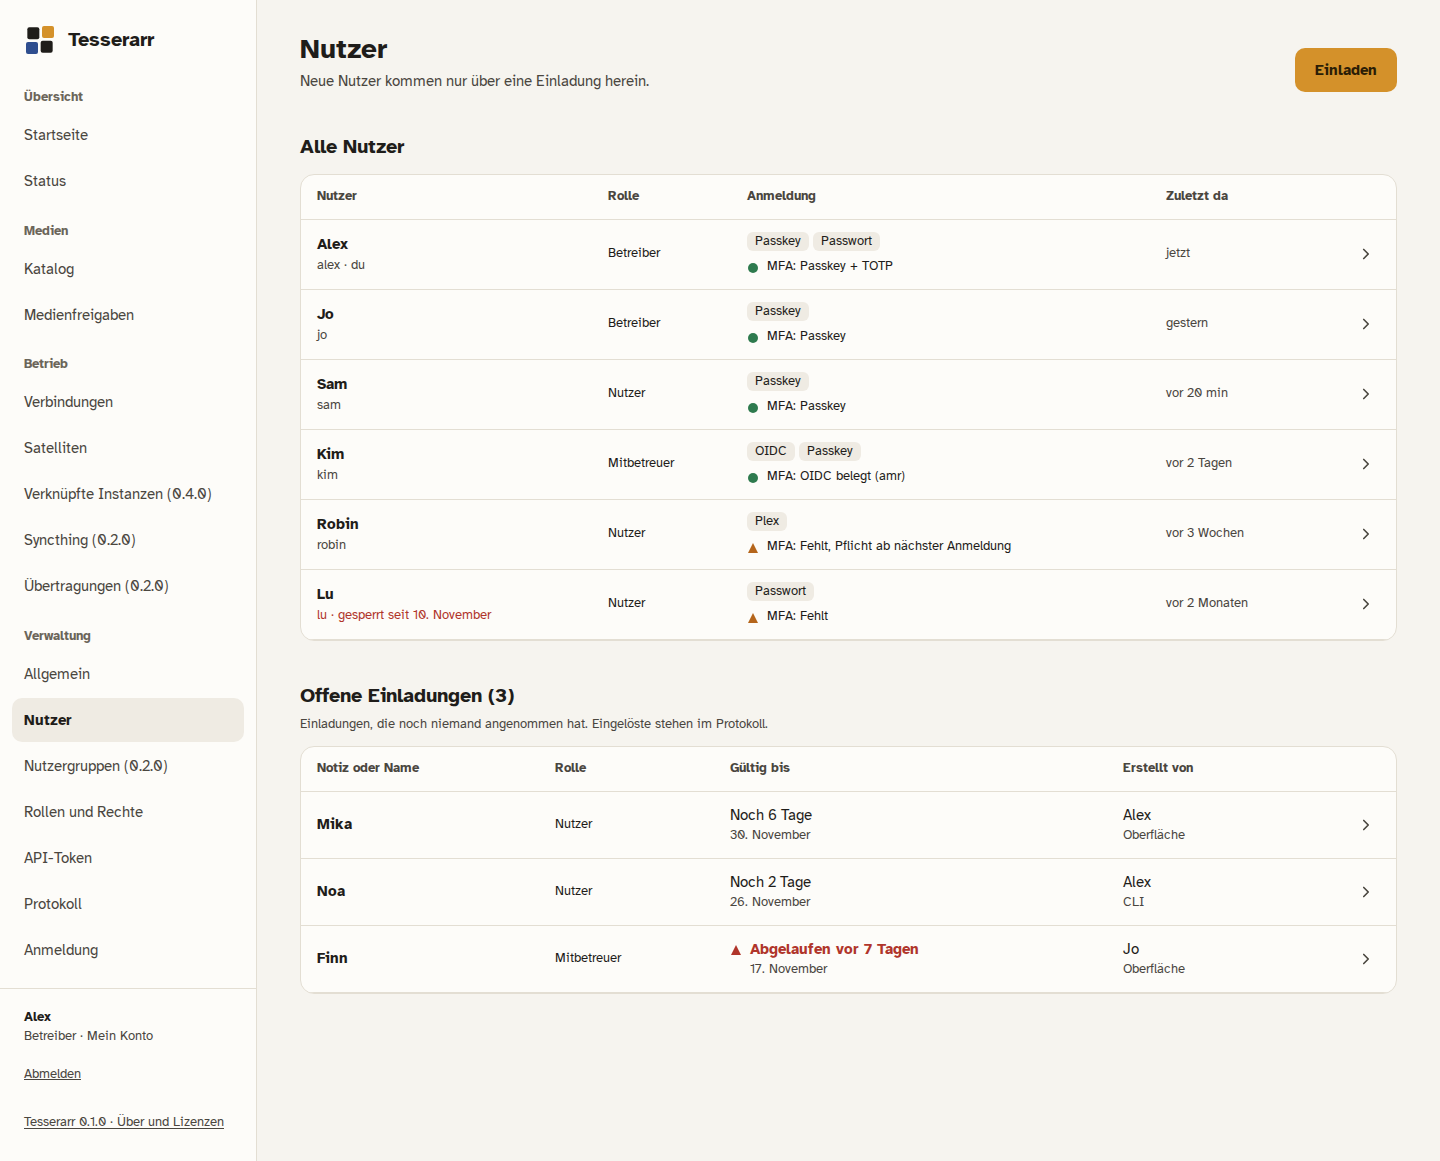 Tesserarr
Übersicht
Startseite
Status
Medien
Katalog
Medienfreigaben
Betrieb
Verbindungen
Satelliten
Verknüpfte Instanzen (0.4.0)
Syncthing (0.2.0)
Übertragungen (0.2.0)
Verwaltung
Allgemein
Nutzer
Nutzergruppen (0.2.0)
Rollen und Rechte
API-Token
Protokoll
Anmeldung
Alex
Betreiber · Mein Konto
Abmelden
Tesserarr 0.1.0 · Über und Lizenzen
Nutzer
Neue Nutzer kommen nur über eine Einladung herein.
Einladen
Alle Nutzer
Nutzer Rolle Anmeldung Zuletzt da
Alex
alex · du
Betreiber
Passkey Passwort
MFA: Passkey + TOTP
jetzt
Jo
jo
Betreiber
Passkey
MFA: Passkey
gestern
Sam
sam
Nutzer
Passkey
MFA: Passkey
vor 20 min
Kim
kim
Mitbetreuer
OIDC Passkey
MFA: OIDC belegt (amr)
vor 2 Tagen
Robin
robin
Nutzer
Plex
MFA: Fehlt, Pflicht ab nächster Anmeldung
vor 3 Wochen
Lu
lu · gesperrt seit 10. November
Nutzer
Passwort
MFA: Fehlt
vor 2 Monaten
Offene Einladungen (3)
Einladungen, die noch niemand angenommen hat. Eingelöste stehen im Protokoll.
Notiz oder Name Rolle Gültig bis Erstellt von
Mika
Nutzer
Noch 6 Tage
30. November
Alex
Oberfläche
Noa
Nutzer
Noch 2 Tage
26. November
Alex
CLI
Finn
Mitbetreuer
Abgelaufen vor 7 Tagen
17. November
Jo
Oberfläche